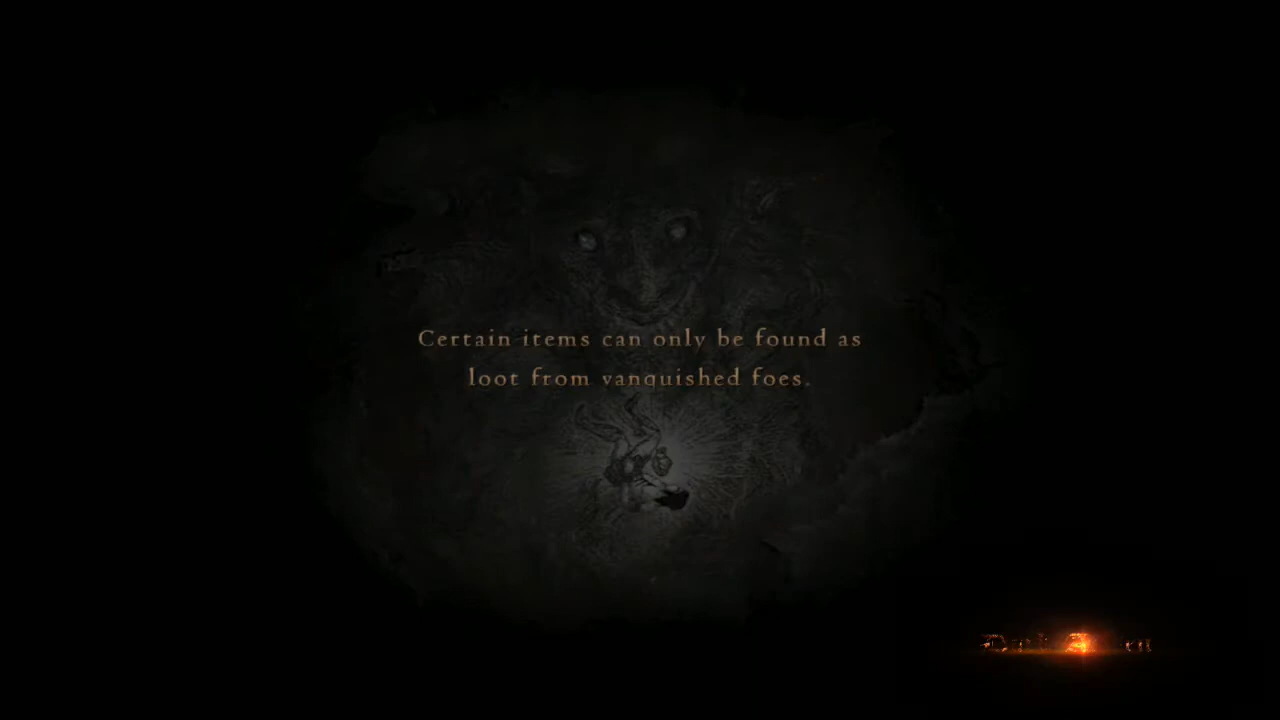 Certain items can only be found as
loot from vanquished foes.